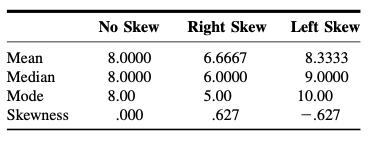 No Skew Right Skew Left Skew
Mean 8.0000 6.6667 8.3333
Median 8.0000 6.0000 9.0000
Mode 8.00 5.00 10.00
Skewness .000 .627 −.627